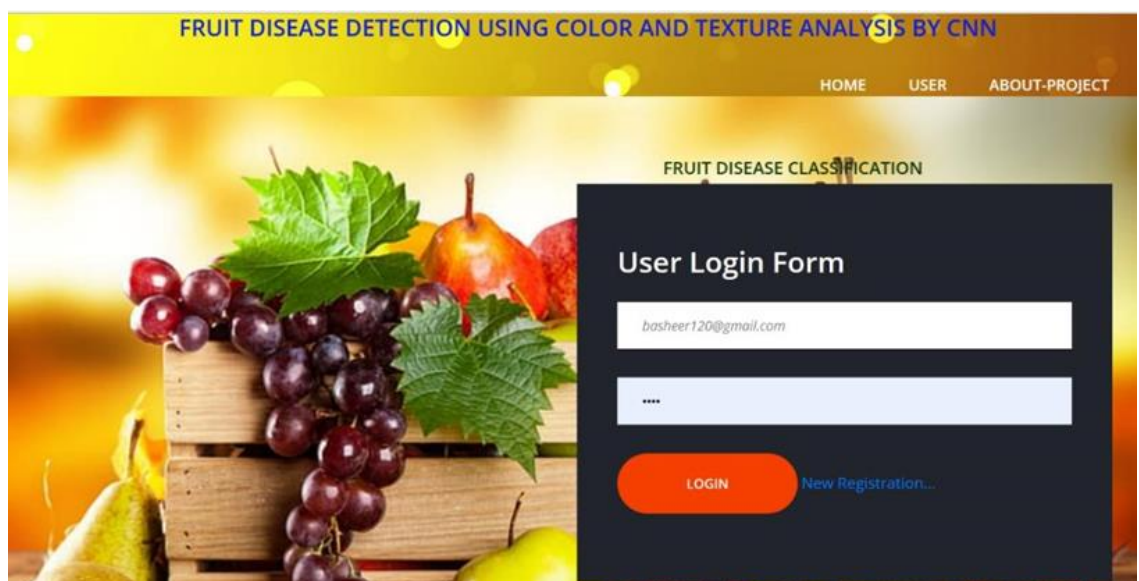 FRUIT DISEASE DETECTION USING COLOR AND TEXTURE ANALYSIS BY CNN
HOME USER ABOUT-PROJECT
FRUIT DISEASE CLASSIFICATION
User Login Form
basheer120@gmail.com
••••
LOGIN New Registration...